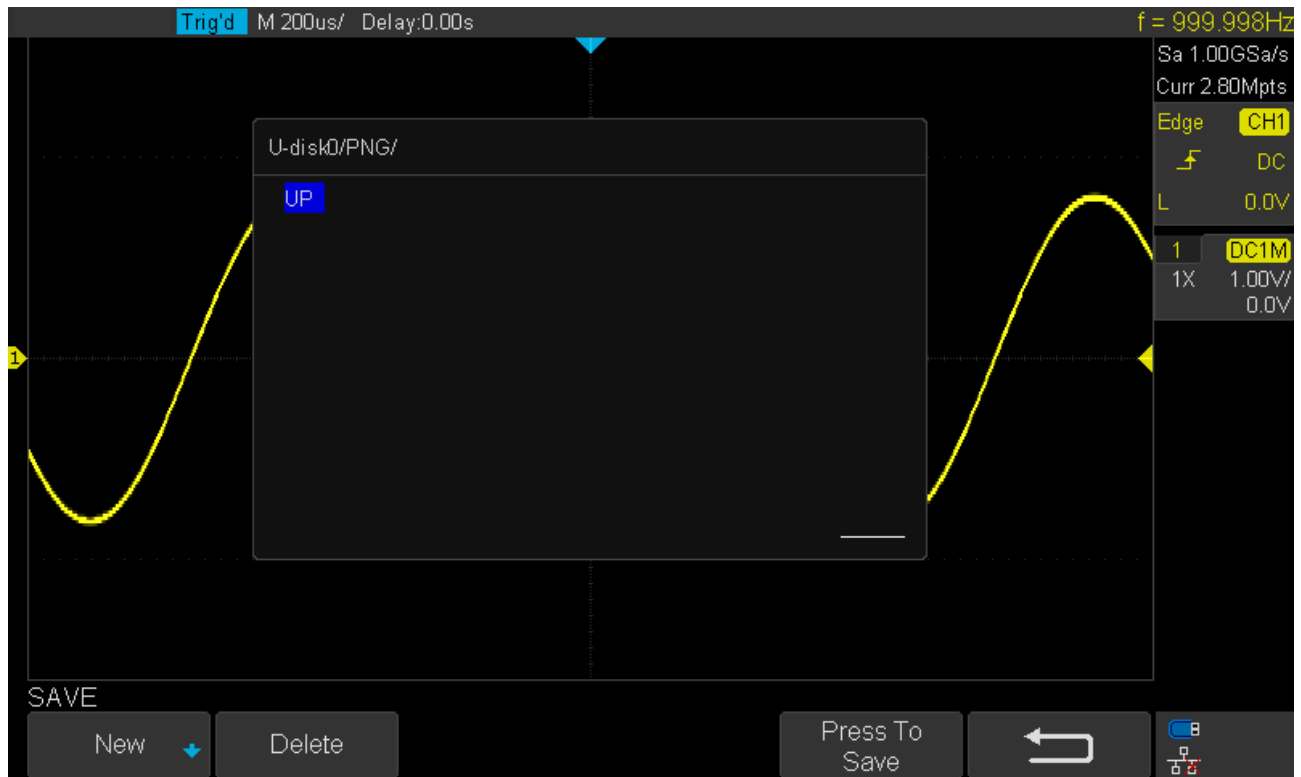 Trig'd M 200us/ Delay:0.00s f = 999.998Hz
Sa 1.00GSa/s
Curr 2.80Mpts
Edge CH1
DC
L 0.0V
U-disk0/PNG/
UP
1 DC1M
1X 1.00V/
0.0V
1
SAVE
New Delete Press To Save